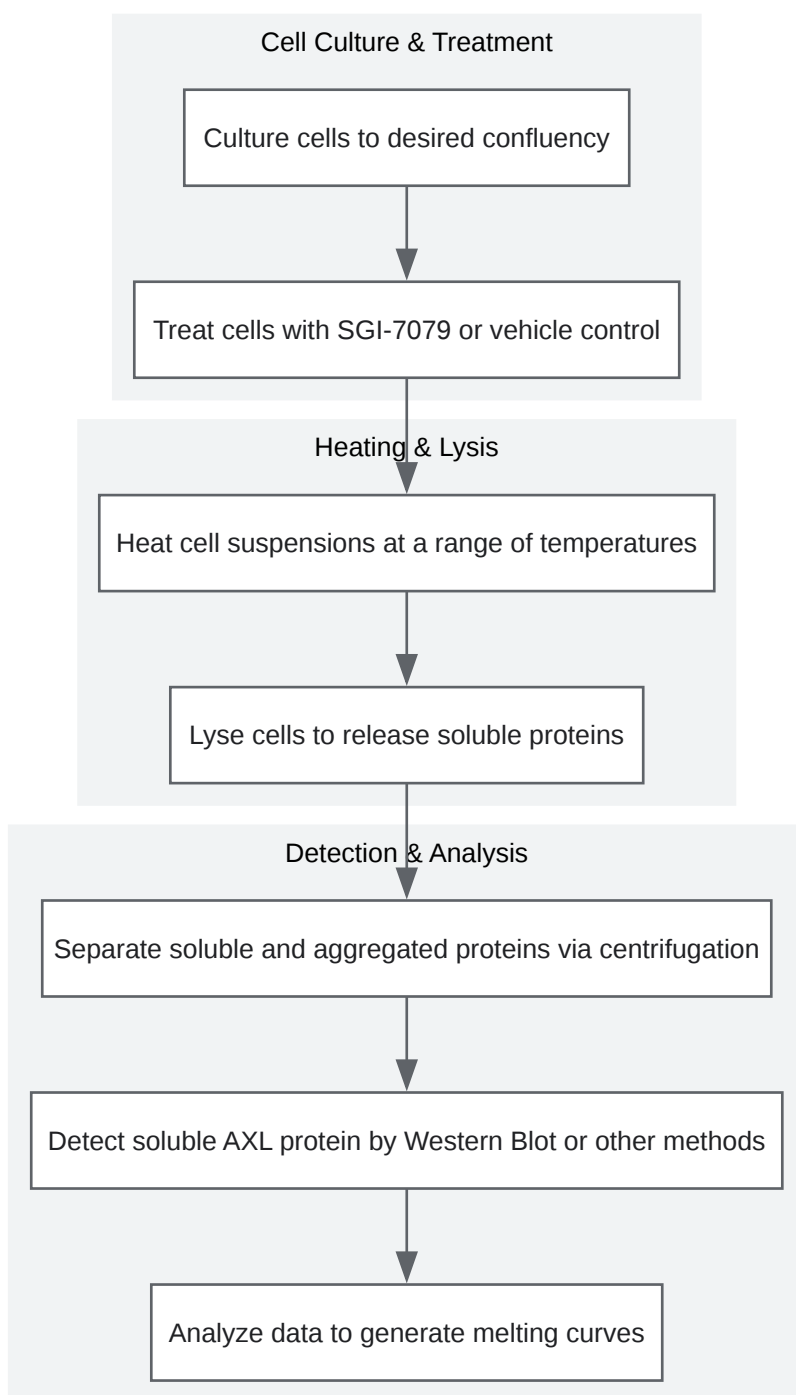 Cell Culture & Treatment
Culture cells to desired confluency
Treat cells with SGI-7079 or vehicle control
Heating & Lysis
Heat cell suspensions at a range of temperatures
Lyse cells to release soluble proteins
Detection & Analysis
Separate soluble and aggregated proteins via centrifugation
Detect soluble AXL protein by Western Blot or other methods
Analyze data to generate melting curves